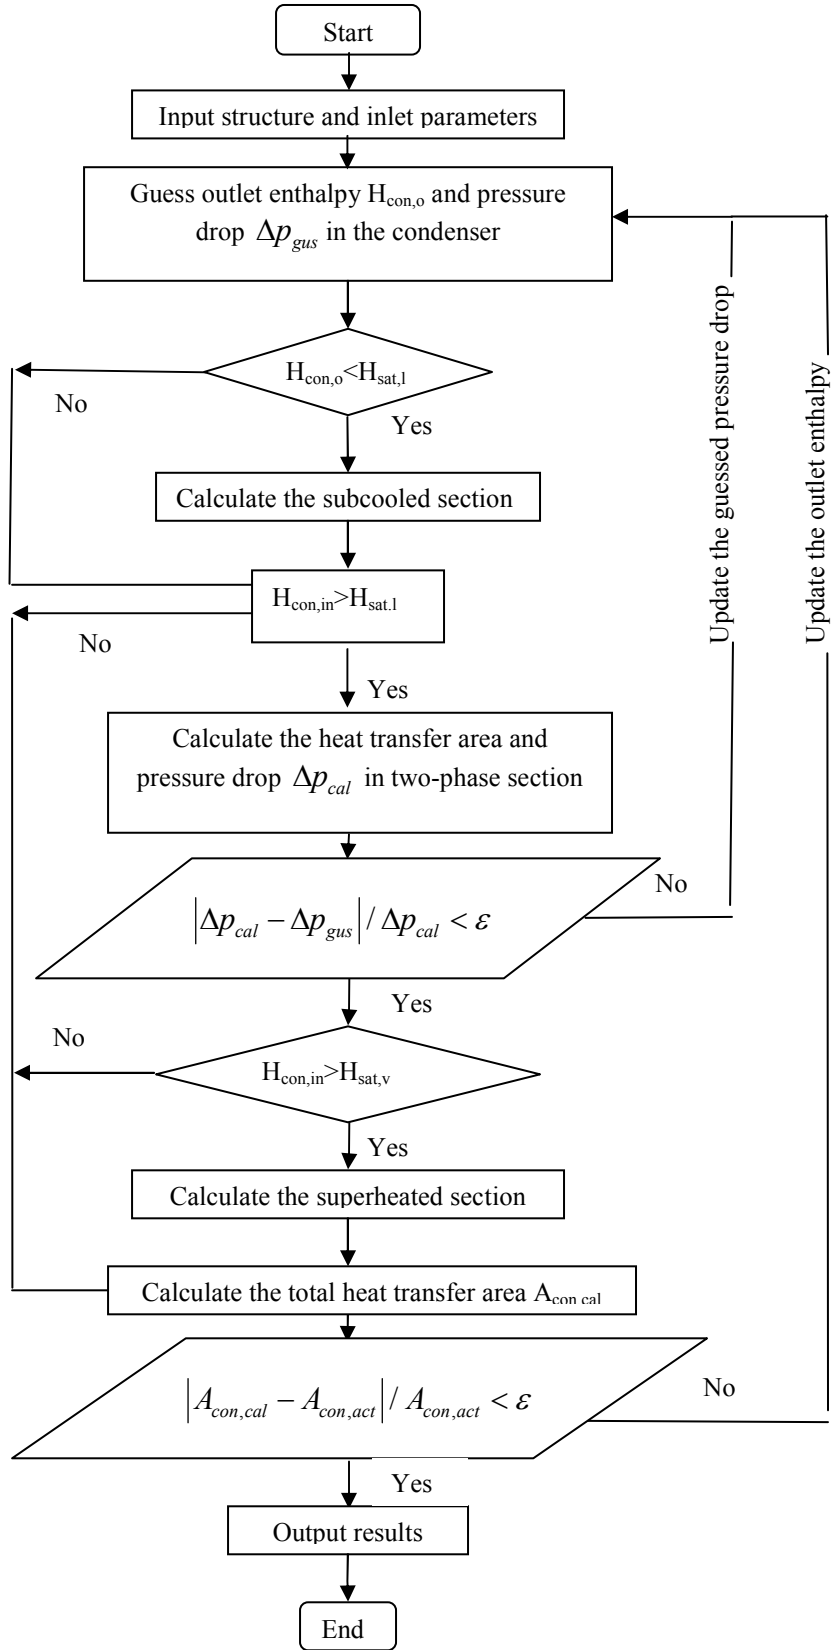 Start
Input structure and inlet parameters
Guess outlet enthalpy H_con,o and pressure
drop Δp_gus in the condenser
H_con,o<H_sat,l
No
Yes
Calculate the subcooled section
H_con,in>H_sat.l
No
Yes
Calculate the heat transfer area and
pressure drop Δp_cal in two-phase section
|Δp_cal − Δp_gus| / Δp_cal < ε
No
Yes
No
H_con,in>H_sat,v
Yes
Calculate the superheated section
Calculate the total heat transfer area A_con cal
|A_con,cal − A_con,act| / A_con,act < ε
No
Yes
Output results
End
Update the guessed pressure drop
Update the outlet enthalpy